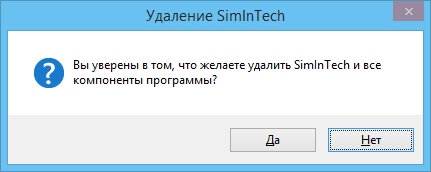 Удаление SimInTech
Вы уверены в том, что желаете удалить SimInTech и все
компоненты программы?
Да
Нет